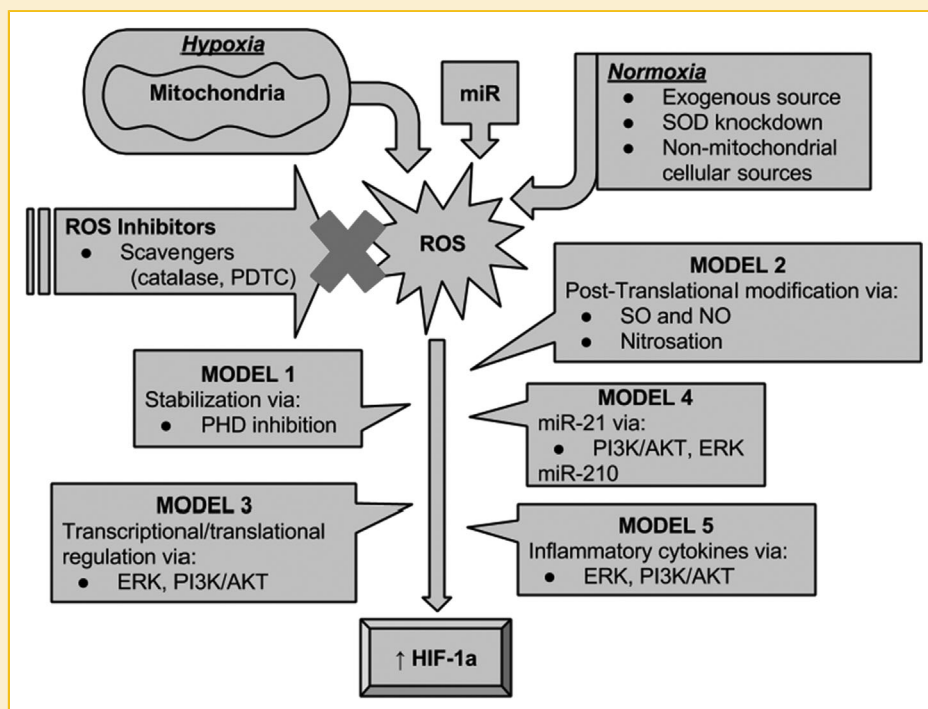 Hypoxia
Mitochondria
miR
Normoxia
● Exogenous source
● SOD knockdown
● Non-mitochondrial
cellular sources
ROS Inhibitors
● Scavengers
(catalase, PDTC)
ROS
MODEL 2
Post-Translational modification via:
● SO and NO
● Nitrosation
MODEL 1
Stabilization via:
● PHD inhibition
MODEL 4
miR-21 via:
● PI3K/AKT, ERK
miR-210
MODEL 3
Transcriptional/translational
regulation via:
● ERK, PI3K/AKT
MODEL 5
Inflammatory cytokines via:
● ERK, PI3K/AKT
↑ HIF-1a